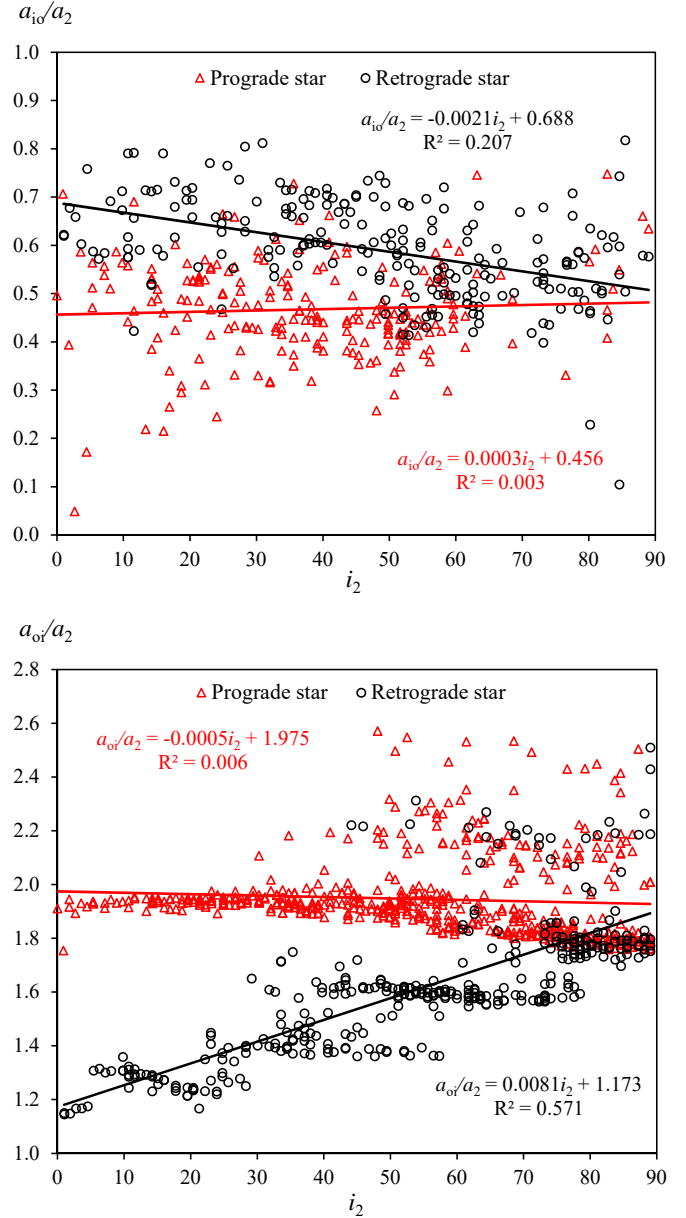 a_io/a_2
1.0
0.9
0.8
0.7
0.6
0.5
0.4
0.3
0.2
0.1
0.0
Prograde star Retrograde star
a_io/a_2 = -0.0021i_2 + 0.688
R² = 0.207
a_io/a_2 = 0.0003i_2 + 0.456
R² = 0.003
0 10 20 30 40 50 60 70 80 90
i_2
a_oi/a_2
2.8
2.6
2.4
2.2
2.0
1.8
1.6
1.4
1.2
1.0
Prograde star Retrograde star
a_oi/a_2 = -0.0005i_2 + 1.975
R² = 0.006
a_oi/a_2 = 0.0081i_2 + 1.173
R² = 0.571
0 10 20 30 40 50 60 70 80 90
i_2